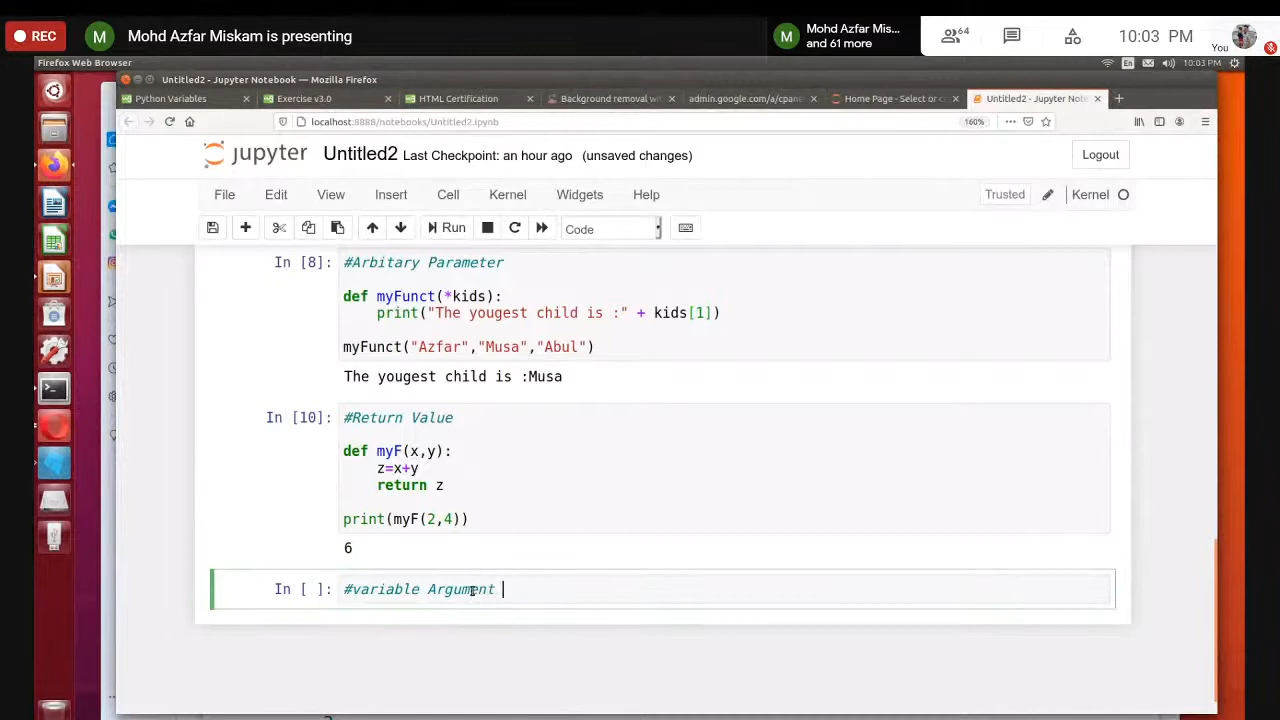 REC
M
Mohd Azfar Miskam is presenting
M
Mohd Azfar Mis...
and 61 more
64
10:03 PM
You
Firefox Web Browser
En
10:03 PM
Untitled2 - Jupyter Notebook — Mozilla Firefox
Python Variables
HTML Certification
Background removal wit
admin.google.com/a/cpane
Home Page - Select or c
Untitled2 - Jupyter Note
localhost:8888/notebooks/Untitled2.ipynb
160%
jupyter Untitled2 Last Checkpoint: an hour ago (unsaved changes)
Logout
File Edit View Insert Cell Kernel Widgets Help
Trusted
Kernel
Run
Code
In [8]: #Arbitary Parameter
def myFunct(*kids):
print("The yougest child is :" + kids[1])
myFunct("Azfar","Musa","Abul")
The yougest child is :Musa
In [10]: #Return Value
def myF(x,y):
z=x+y
return z
print(myF(2,4))
6
In [ ]: #variable Argument